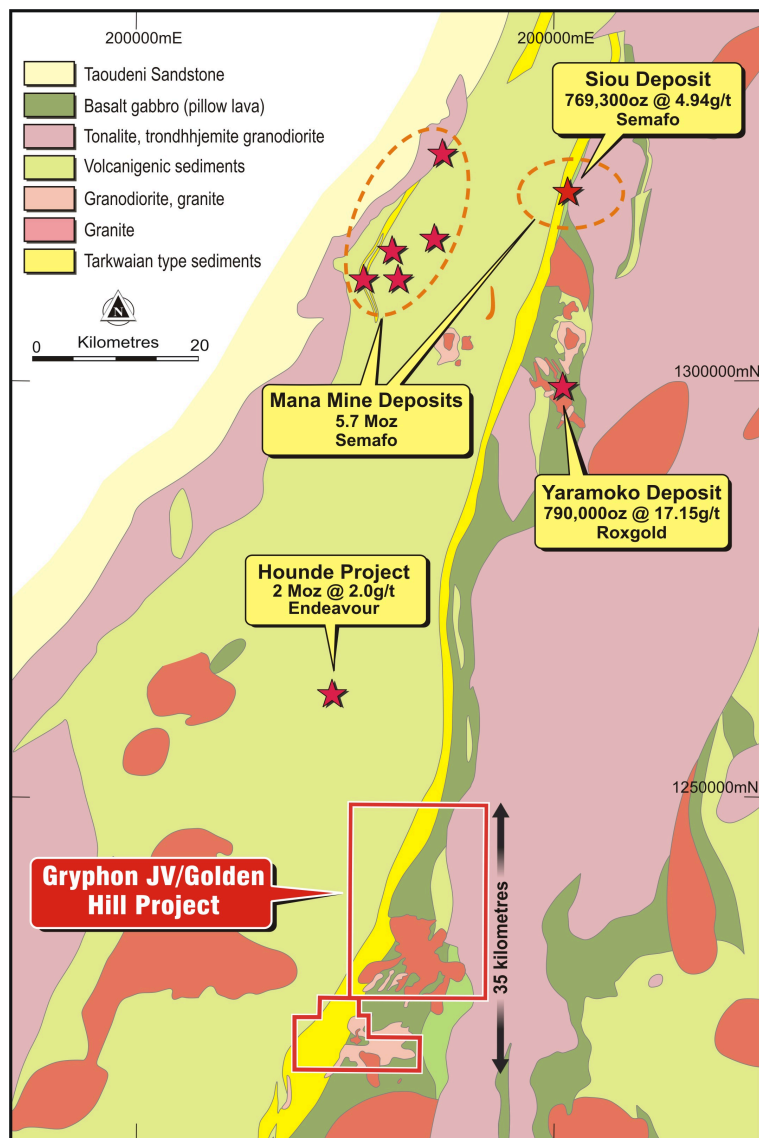 200000mE
200000mE
Taoudeni Sandstone
Basalt gabbro (pillow lava)
Tonalite, trondhhjemite granodiorite
Volcanigenic sediments
Granodiorite, granite
Granite
Tarkwaian type sediments
N
Kilometres
0
20
Siou Deposit
769,300oz @ 4.94g/t
Semafo
Mana Mine Deposits
5.7 Moz
Semafo
1300000mN
Yaramoko Deposit
790,000oz @ 17.15g/t
Roxgold
Hounde Project
2 Moz @ 2.0g/t
Endeavour
1250000mN
Gryphon JV/Golden
Hill Project
35 kilometres